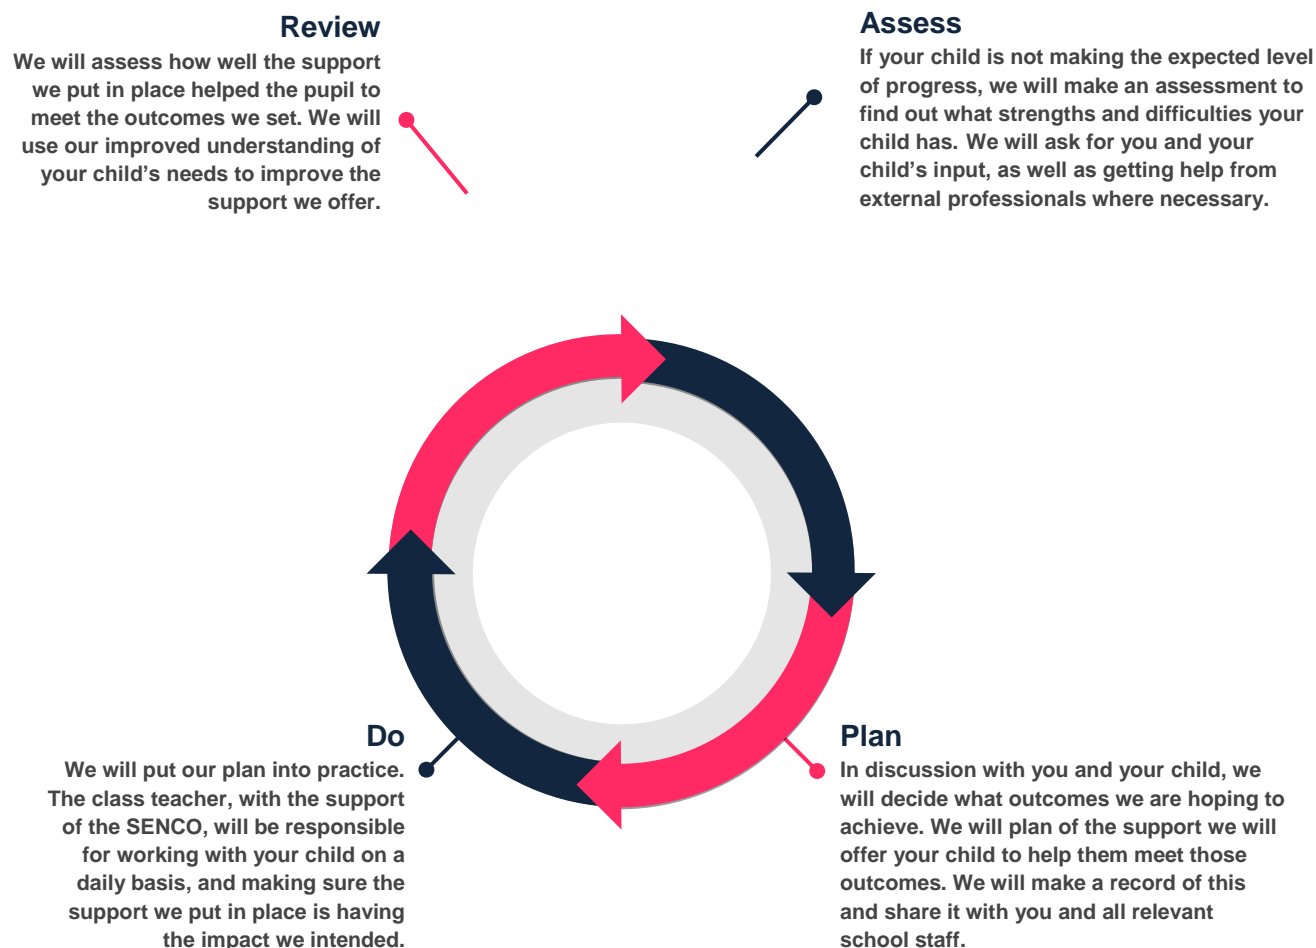 Review
We will assess how well the support
we put in place helped the pupil to
meet the outcomes we set. We will
use our improved understanding of
your child’s needs to improve the
support we offer.
Assess
If your child is not making the expected level
of progress, we will make an assessment to
find out what strengths and difficulties your
child has. We will ask for you and your
child’s input, as well as getting help from
external professionals where necessary.
Do
We will put our plan into practice.
The class teacher, with the support
of the SENCO, will be responsible
for working with your child on a
daily basis, and making sure the
support we put in place is having
the impact we intended.
Plan
In discussion with you and your child, we
will decide what outcomes we are hoping to
achieve. We will plan of the support we will
offer your child to help them meet those
outcomes. We will make a record of this
and share it with you and all relevant
school staff.